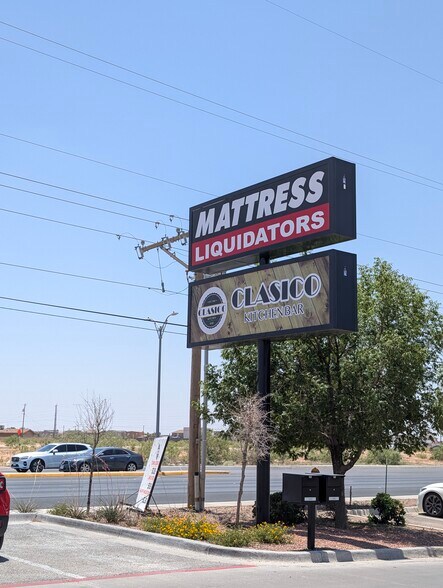 MATTRESS
LIQUIDATORS
CLASICO
CLASICO
KITCHEN BAR